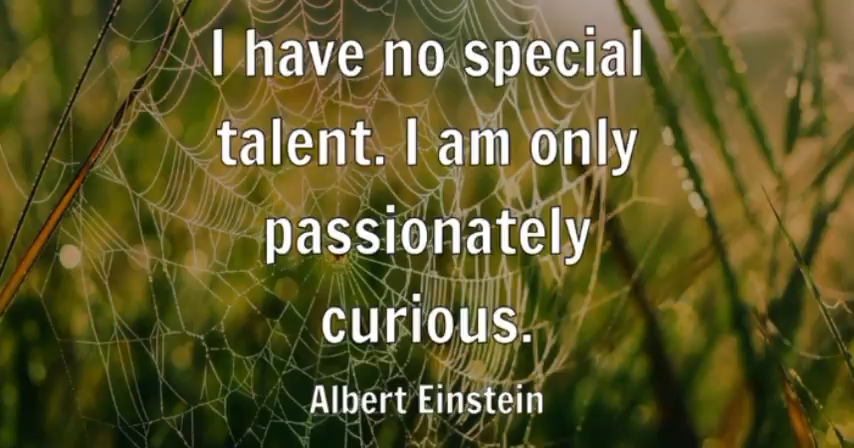 I have no special
talent. I am only
passionately
curious.
Albert Einstein